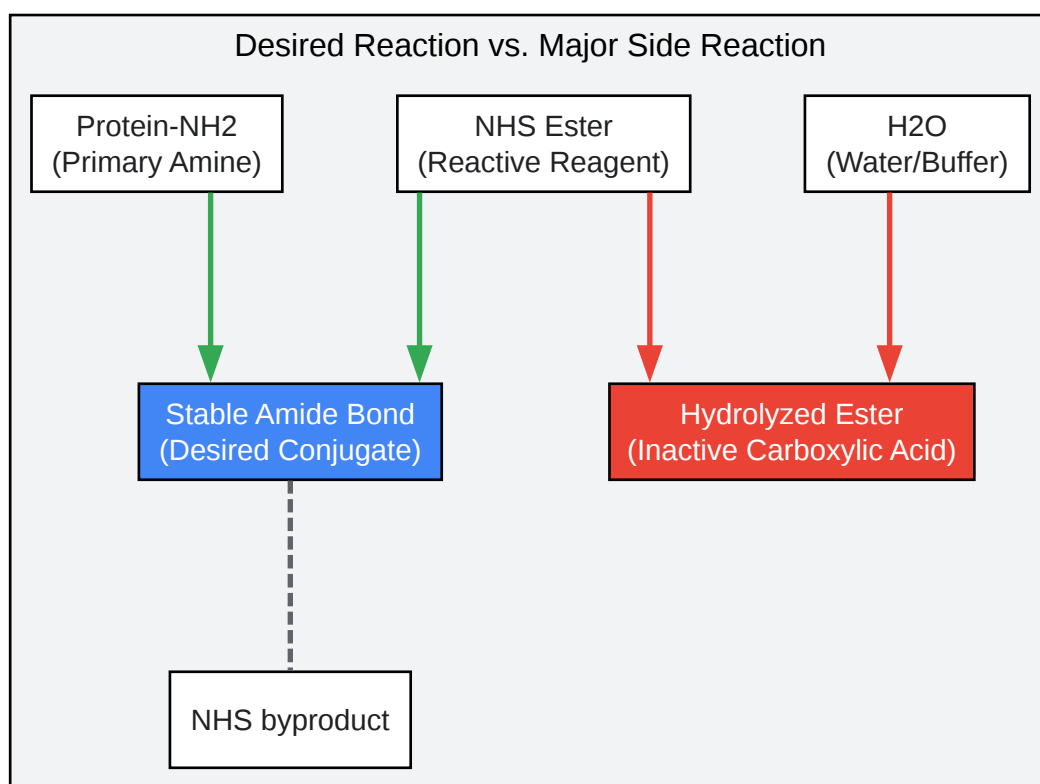 Desired Reaction vs. Major Side Reaction
Protein-NH2
(Primary Amine)
NHS Ester
(Reactive Reagent)
H2O
(Water/Buffer)
Stable Amide Bond
(Desired Conjugate)
Hydrolyzed Ester
(Inactive Carboxylic Acid)
NHS byproduct